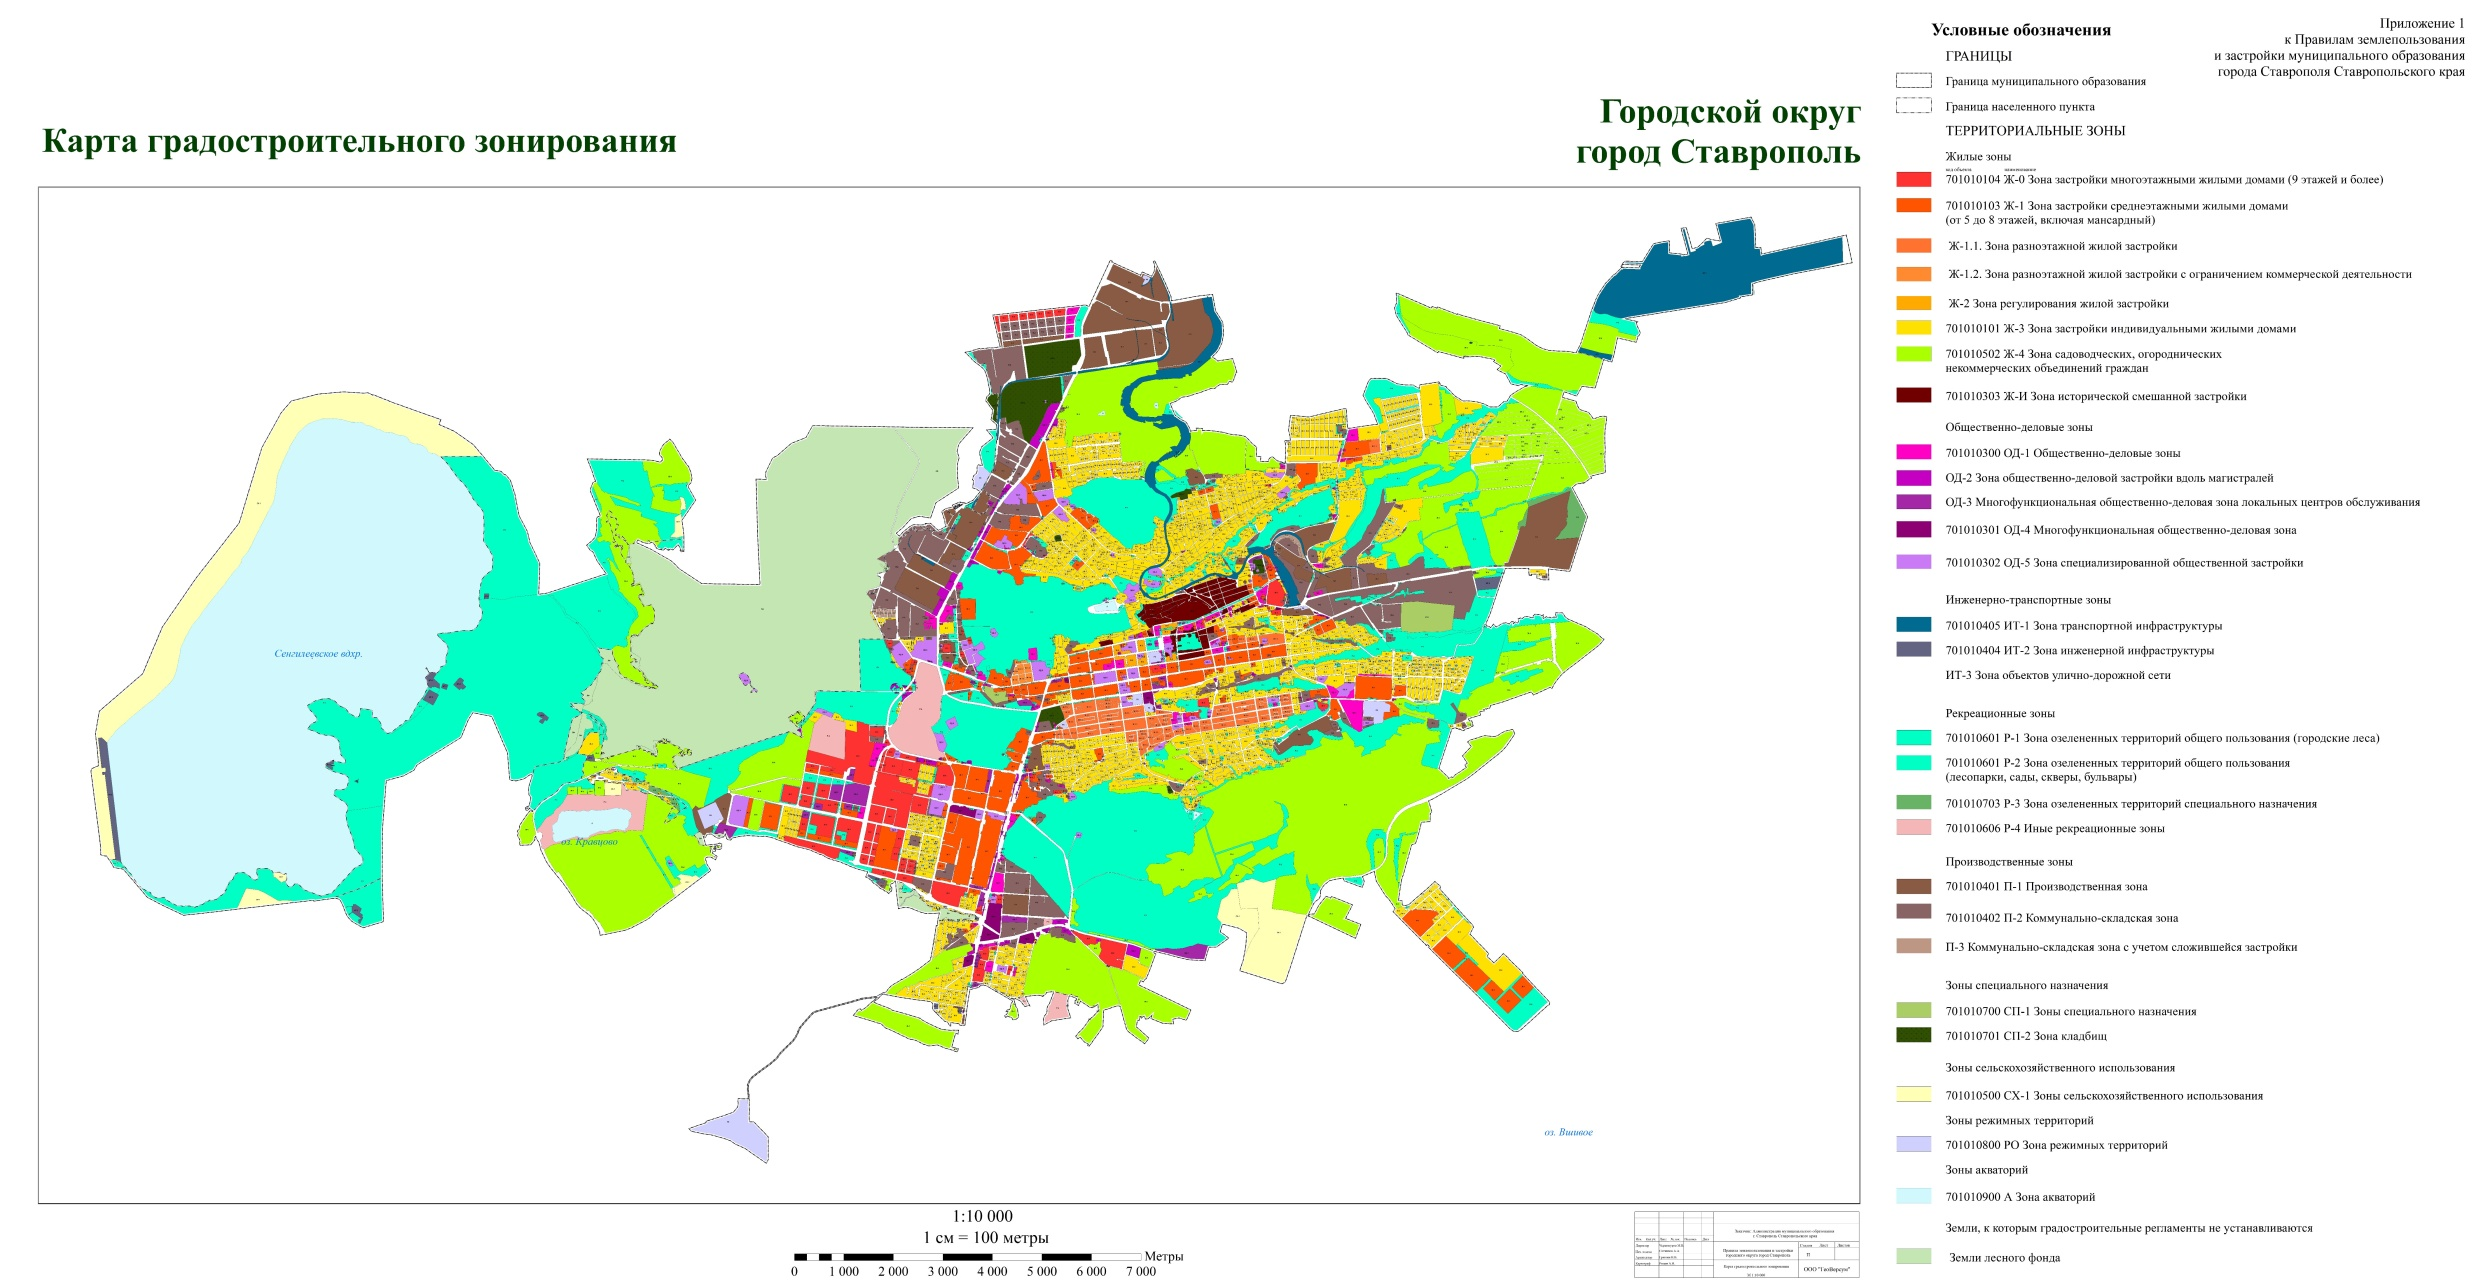 Приложение 1
к Правилам землепользования
и застройки муниципального образования
города Ставрополя Ставропольского края
Карта градостроительного зонирования
Городской округ
город Ставрополь
Сенгилеевское вдхр.
оз. Кравцово
оз. Вшивое
1:10 000
1 см = 100 метры
Метры
0 1 000 2 000 3 000 4 000 5 000 6 000 7 000
ООО "ГеоВерсум"
Условные обозначения
ГРАНИЦЫ
Граница муниципального образования
Граница населенного пункта
ТЕРРИТОРИАЛЬНЫЕ ЗОНЫ
Жилые зоны
код объекта наименование
701010104 Ж-0 Зона застройки многоэтажными жилыми домами (9 этажей и более)
701010103 Ж-1 Зона застройки среднеэтажными жилыми домами
(от 5 до 8 этажей, включая мансардный)
Ж-1.1. Зона разноэтажной жилой застройки
Ж-1.2. Зона разноэтажной жилой застройки с ограничением коммерческой деятельности
Ж-2 Зона регулирования жилой застройки
701010101 Ж-3 Зона застройки индивидуальными жилыми домами
701010502 Ж-4 Зона садоводческих, огороднических
некоммерческих объединений граждан
701010303 Ж-И Зона исторической смешанной застройки
Общественно-деловые зоны
701010300 ОД-1 Общественно-деловые зоны
ОД-2 Зона общественно-деловой застройки вдоль магистралей
ОД-3 Многофункциональная общественно-деловая зона локальных центров обслуживания
701010301 ОД-4 Многофункциональная общественно-деловая зона
701010302 ОД-5 Зона специализированной общественной застройки
Инженерно-транспортные зоны
701010405 ИТ-1 Зона транспортной инфраструктуры
701010404 ИТ-2 Зона инженерной инфраструктуры
ИТ-3 Зона объектов улично-дорожной сети
Рекреационные зоны
701010601 Р-1 Зона озелененных территорий общего пользования (городские леса)
701010601 Р-2 Зона озелененных территорий общего пользования
(лесопарки, сады, скверы, бульвары)
701010703 Р-3 Зона озелененных территорий специального назначения
701010606 Р-4 Иные рекреационные зоны
Производственные зоны
701010401 П-1 Производственная зона
701010402 П-2 Коммунально-складская зона
П-3 Коммунально-складская зона с учетом сложившейся застройки
Зоны специального назначения
701010700 СП-1 Зоны специального назначения
701010701 СП-2 Зона кладбищ
Зоны сельскохозяйственного использования
701010500 СХ-1 Зоны сельскохозяйственного использования
Зоны режимных территорий
701010800 РО Зона режимных территорий
Зоны акваторий
701010900 А Зона акваторий
Земли, к которым градостроительные регламенты не устанавливаются
Земли лесного фонда